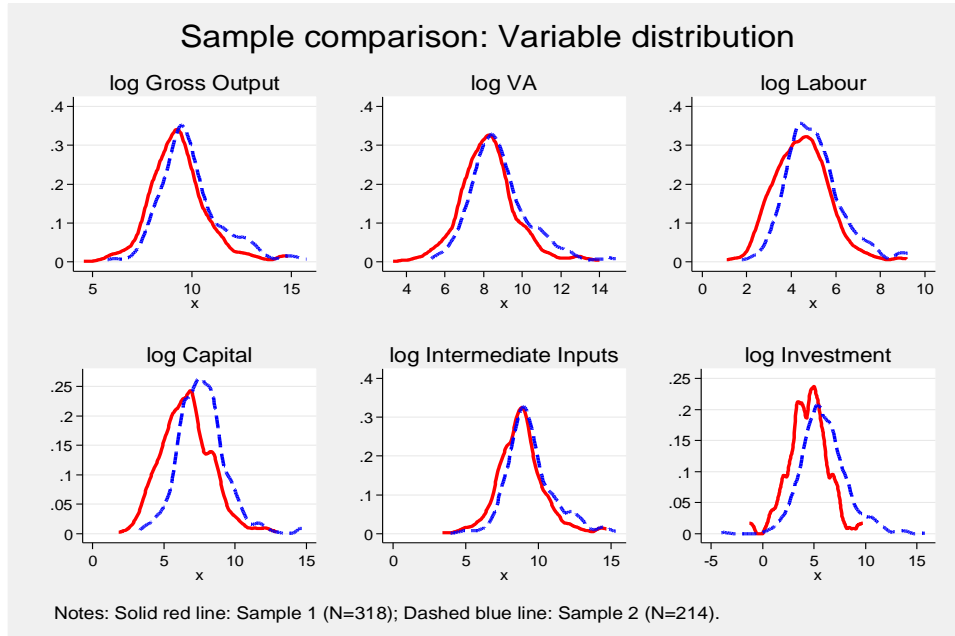 Sample comparison: Variable distribution
log Gross Output
.4
.3
.2
.1
0
5 10 15
x
log VA
.4
.3
.2
.1
0
4 6 8 10 12 14
x
log Labour
.4
.3
.2
.1
0
0 2 4 6 8 10
x
log Capital
.25
.2
.15
.1
.05
0
0 5 10 15
x
log Intermediate Inputs
.4
.3
.2
.1
0
0 5 10 15
x
log Investment
.25
.2
.15
.1
.05
0
-5 0 5 10 15
x
Notes: Solid red line: Sample 1 (N=318); Dashed blue line: Sample 2 (N=214).